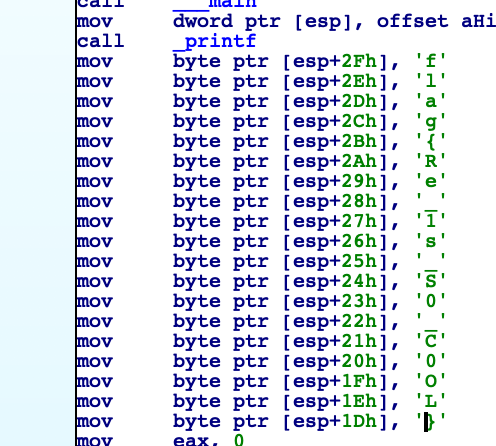 call ___main
mov dword ptr [esp], offset aHi
call _printf
mov byte ptr [esp+2Fh], 'f'
mov byte ptr [esp+2Eh], 'l'
mov byte ptr [esp+2Dh], 'a'
mov byte ptr [esp+2Ch], 'g'
mov byte ptr [esp+2Bh], '{'
mov byte ptr [esp+2Ah], 'R'
mov byte ptr [esp+29h], 'e'
mov byte ptr [esp+28h], '_'
mov byte ptr [esp+27h], '1'
mov byte ptr [esp+26h], 's'
mov byte ptr [esp+25h], '_'
mov byte ptr [esp+24h], 'S'
mov byte ptr [esp+23h], '0'
mov byte ptr [esp+22h], '_'
mov byte ptr [esp+21h], 'C'
mov byte ptr [esp+20h], '0'
mov byte ptr [esp+1Fh], 'O'
mov byte ptr [esp+1Eh], 'L'
mov byte ptr [esp+1Dh], '}'
mov eax, 0